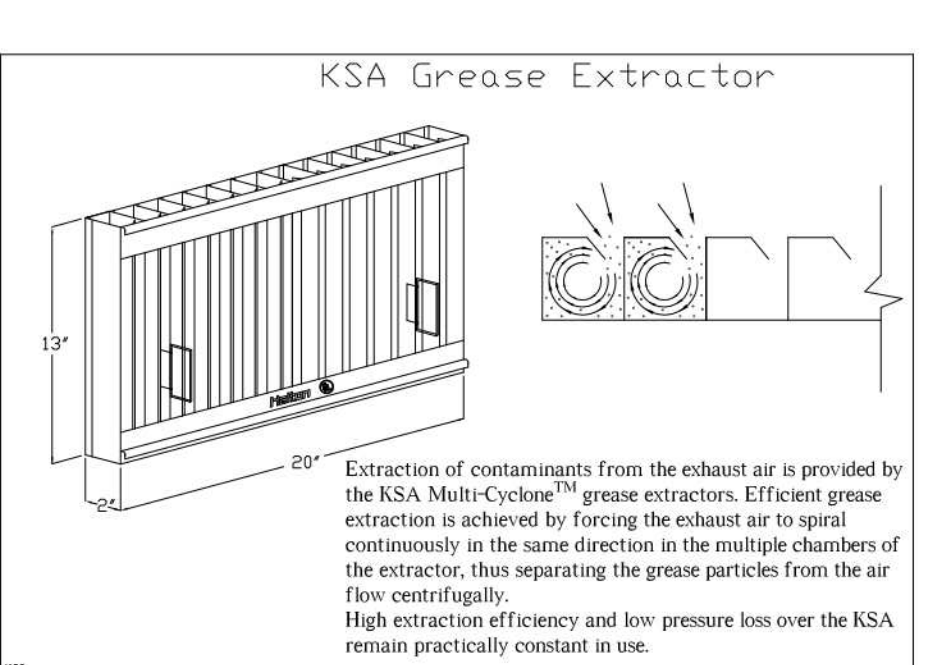 KSA Grease Extractor
13"
20"
2"
Halton
Extraction of contaminants from the exhaust air is provided by
the KSA Multi-Cyclone™ grease extractors. Efficient grease
extraction is achieved by forcing the exhaust air to spiral
continuously in the same direction in the multiple chambers of
the extractor, thus separating the grease particles from the air
flow centrifugally.
High extraction efficiency and low pressure loss over the KSA
remain practically constant in use.